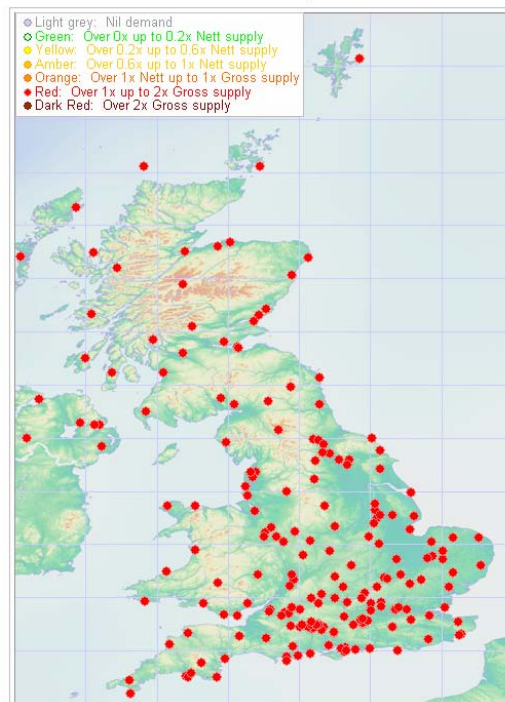 Light grey: Nil demand
Green: Over 0x up to 0.2x Nett supply
Yellow: Over 0.2x up to 0.6x Nett supply
Amber: Over 0.6x up to 1x Nett supply
Orange: Over 1x Nett up to 1x Gross supply
Red: Over 1x up to 2x Gross supply
Dark Red: Over 2x Gross supply